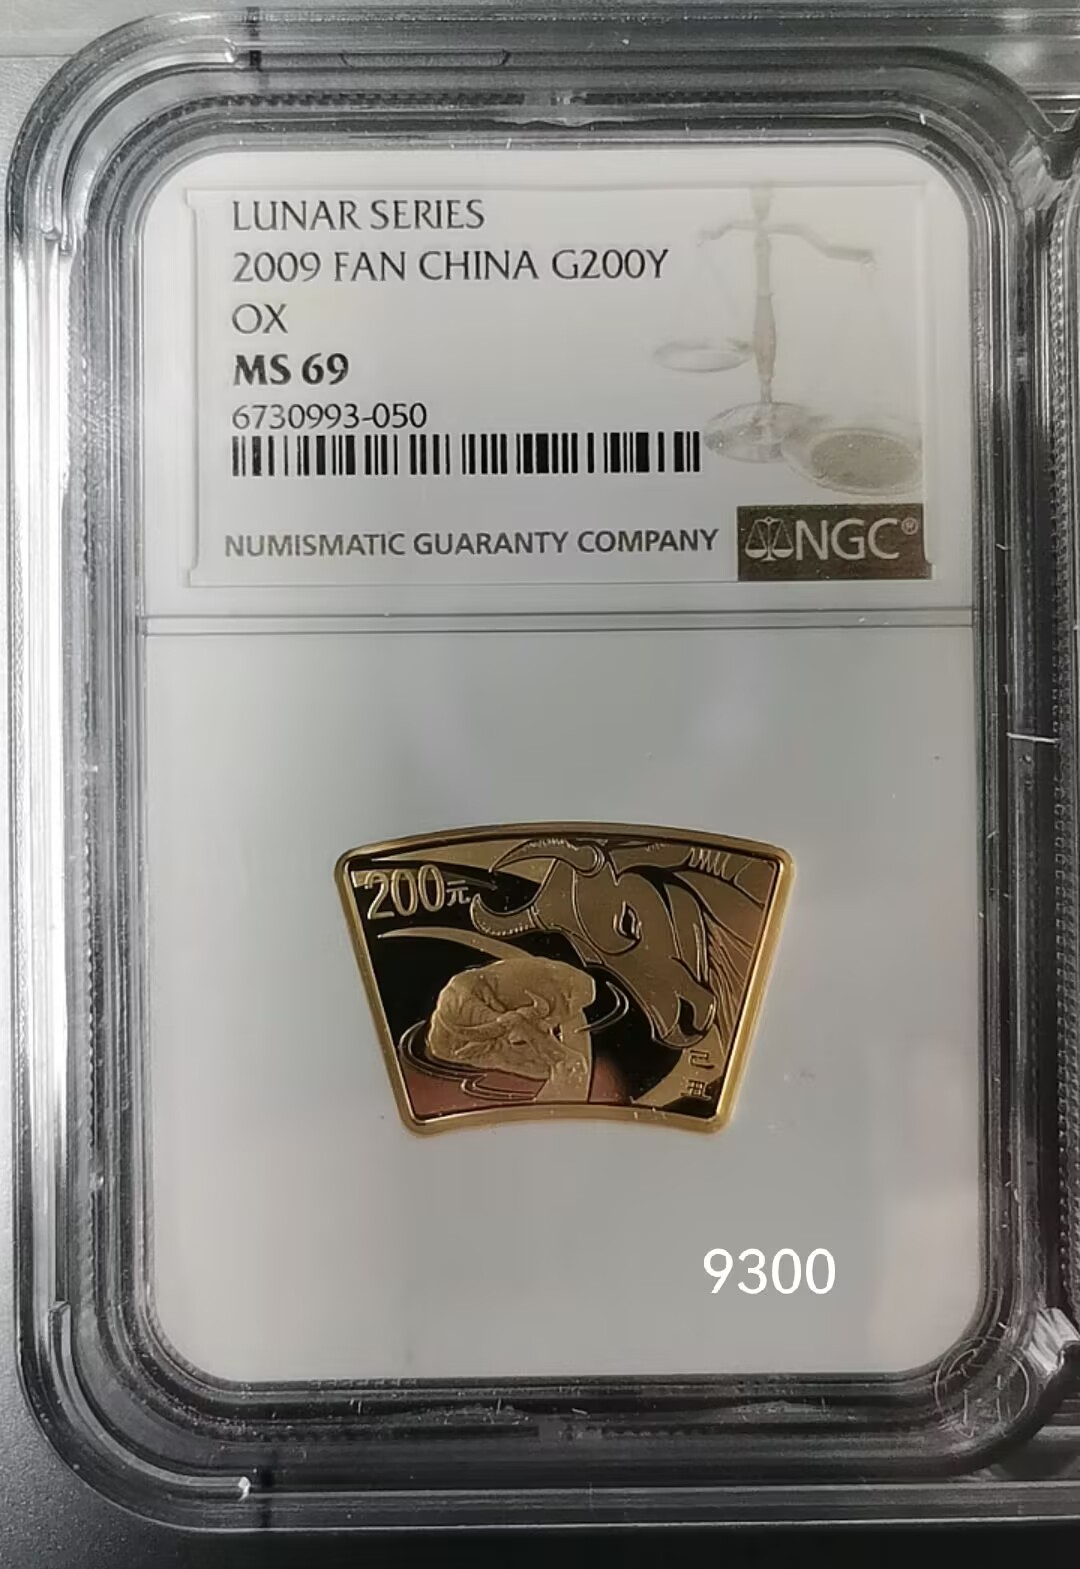 LUNAR SERIES
2009 FAN CHINA G200Y
OX
MS 69
6730993-050
NUMISMATIC GUARANTY COMPANY
NGC®
200元
己
丑
9300